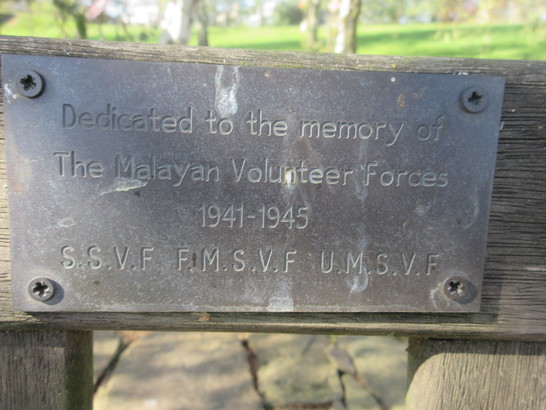 Dedicated to the memory of
The Malayan Volunteer Forces
1941-1945
S.S.V.F F.M.S.V.F U.M.S.V.F